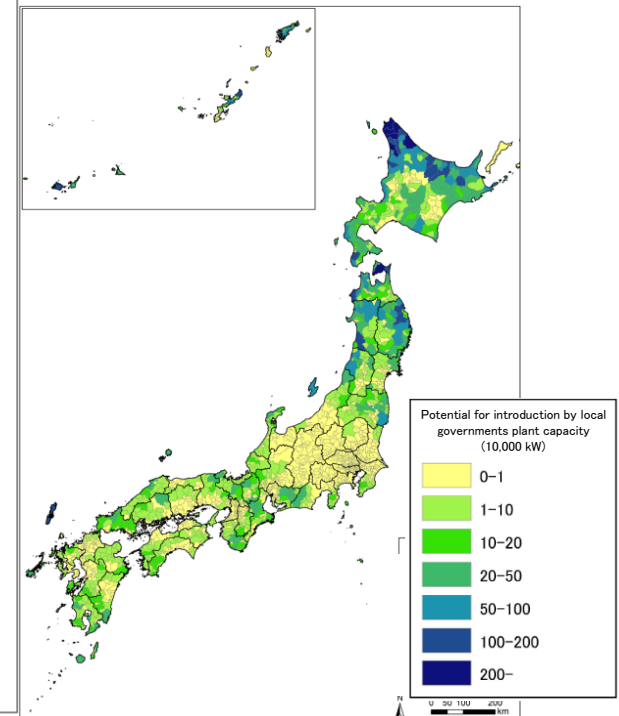 Potential for introduction by local
governments plant capacity
(10,000 kW)
0-1
1-10
10-20
20-50
50-100
100-200
200-
N
0 50 100 200
km